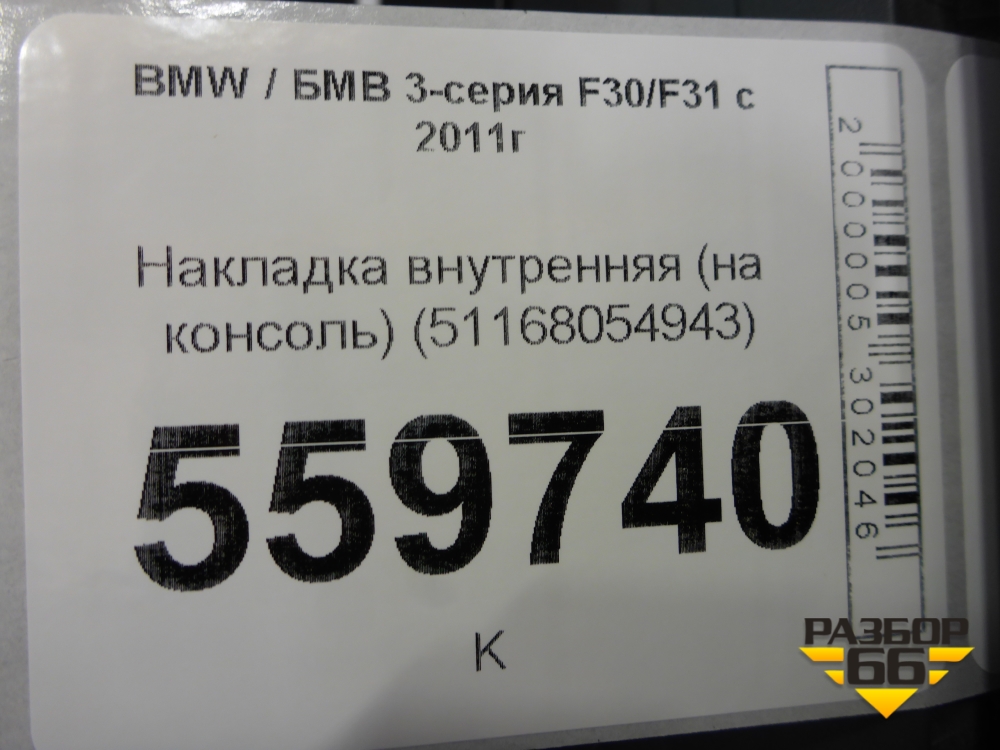 BMW / БМВ 3-серия F30/F31 с
2011г
Накладка внутренняя (на
консоль) (51168054943)
559740
К
2000005302046
РАЗБОР
66